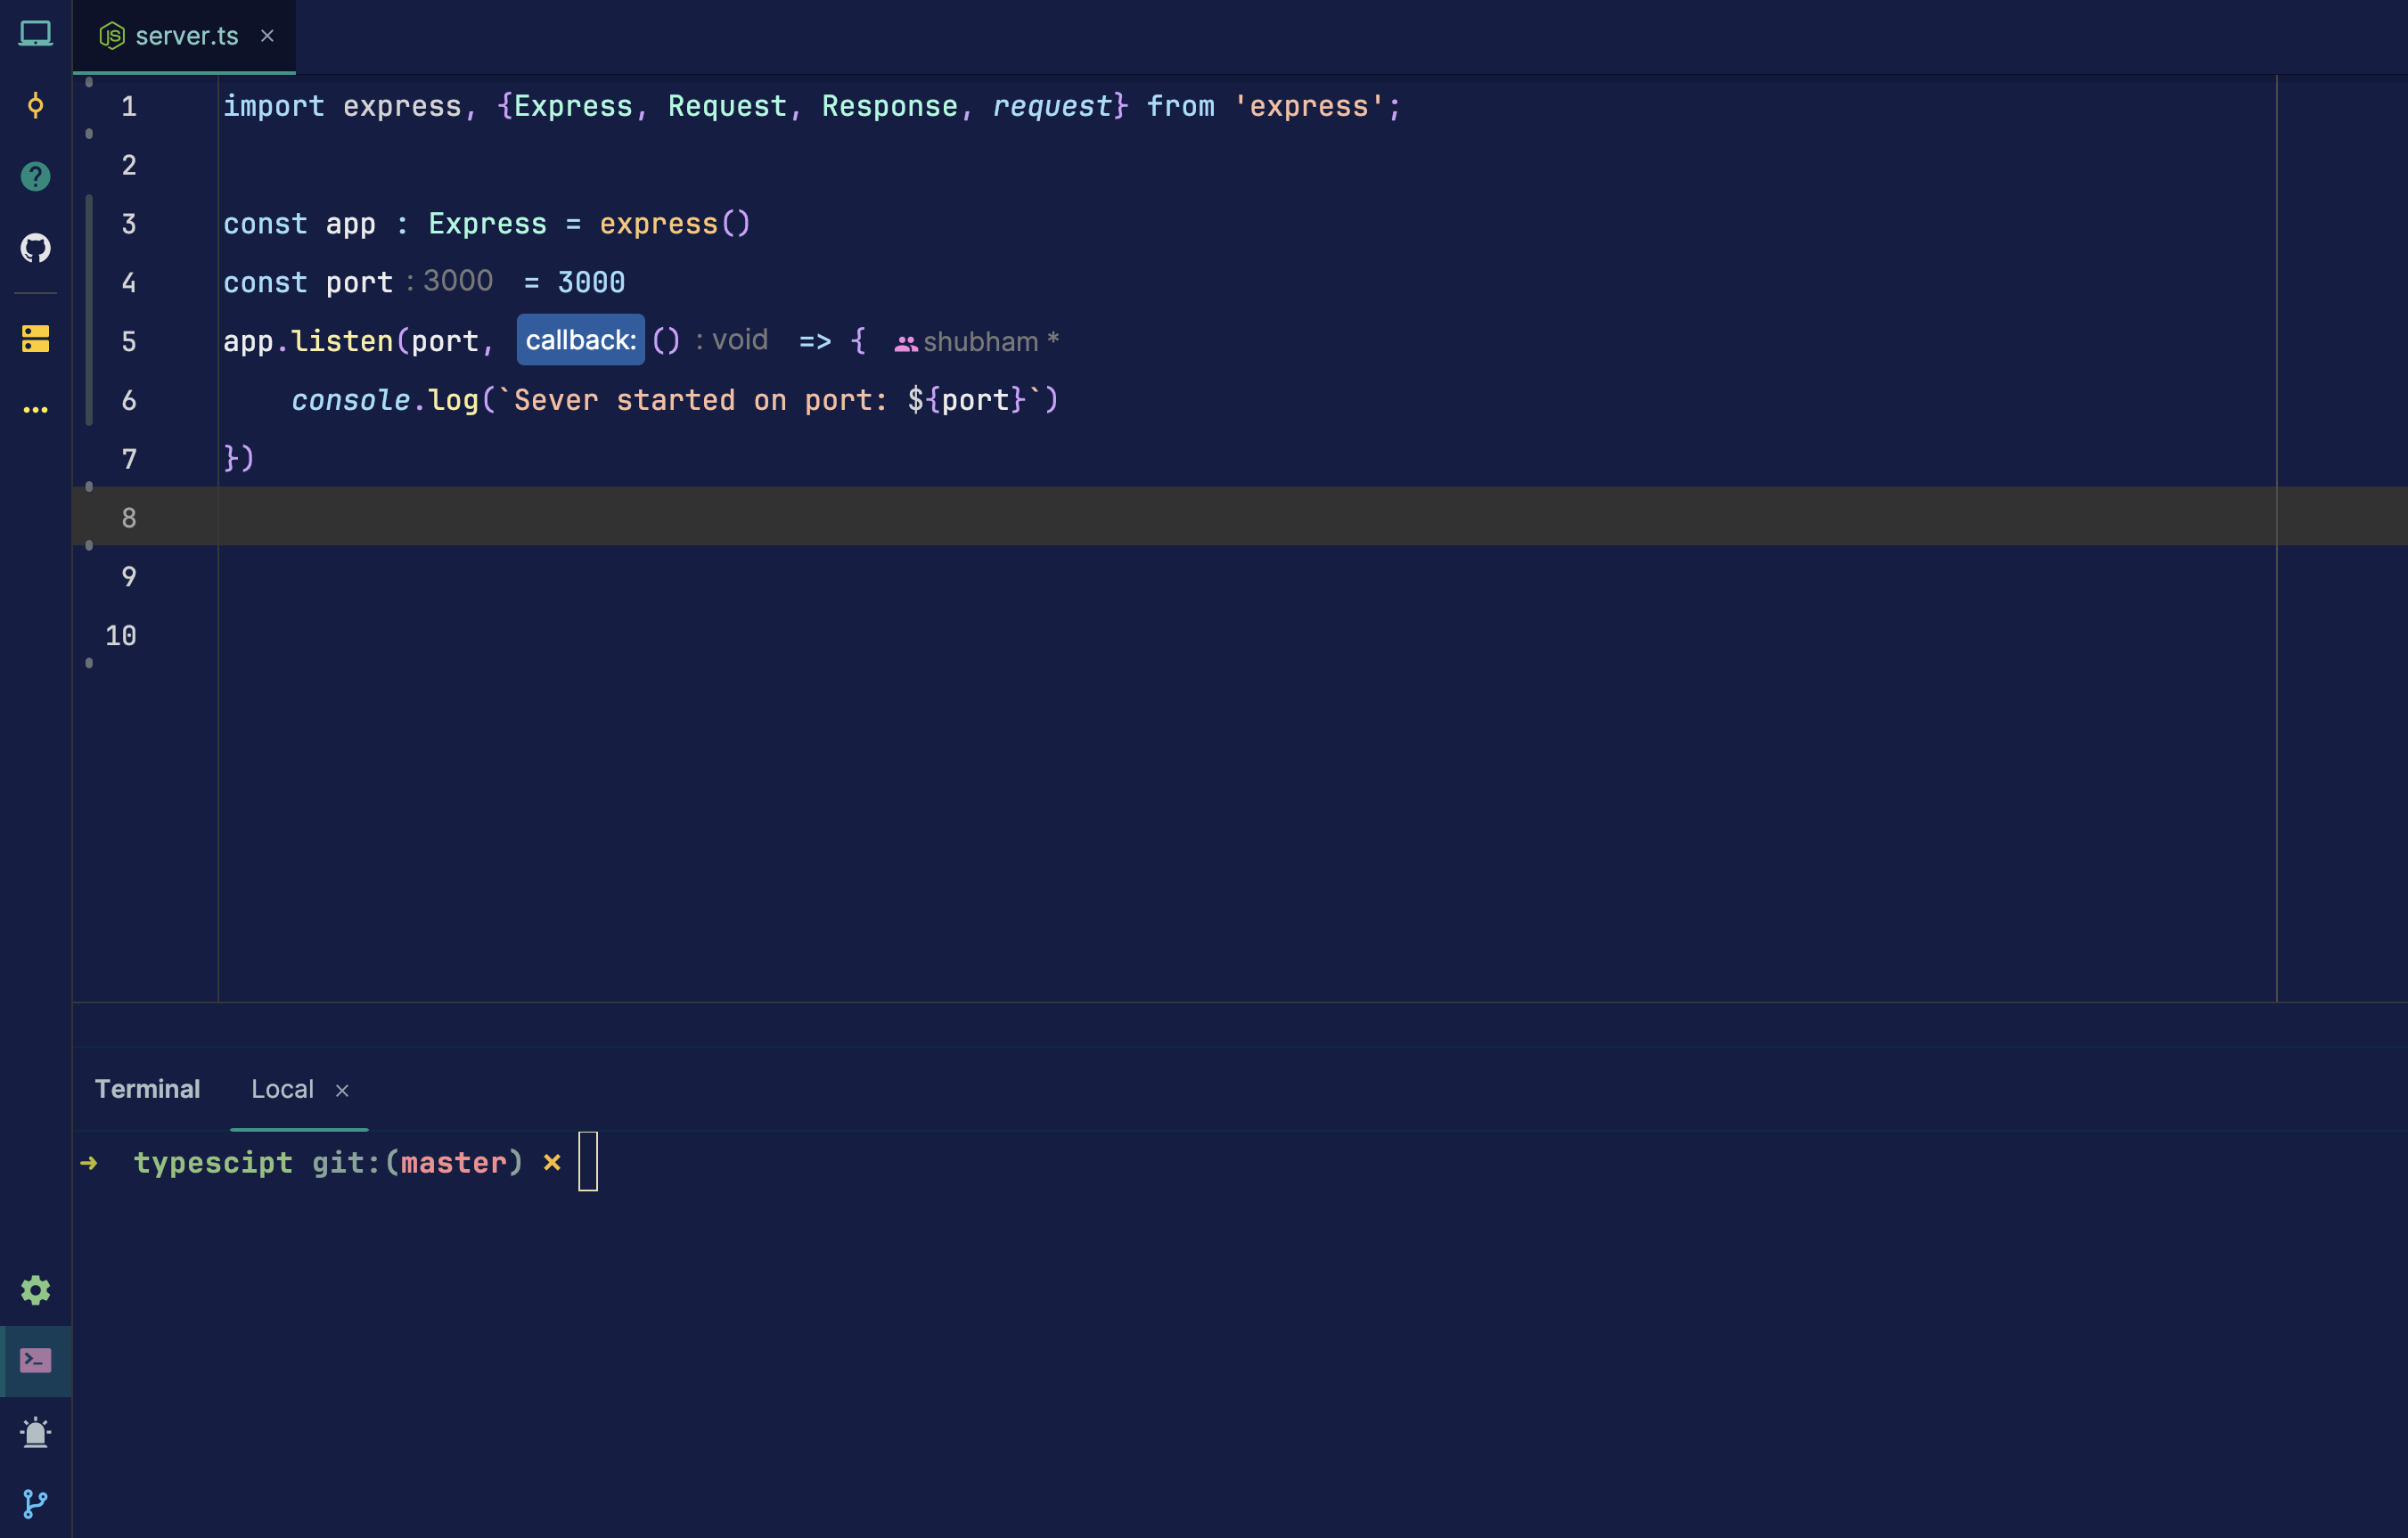 server.ts ×
1 import express, {Express, Request, Response, request} from 'express';
2
3 const app : Express = express()
4 const port : 3000 = 3000
5 app.listen(port, callback: () : void => { shubham *
6 console.log(`Sever started on port: ${port}`)
7 })
8
9
10
Terminal Local ×
→ typescipt git:(master) ×